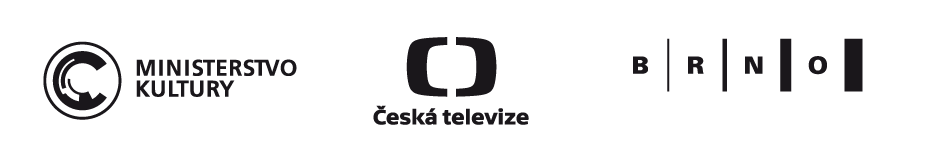 MINISTERSTVO
KULTURY
Česká televize
B R N O